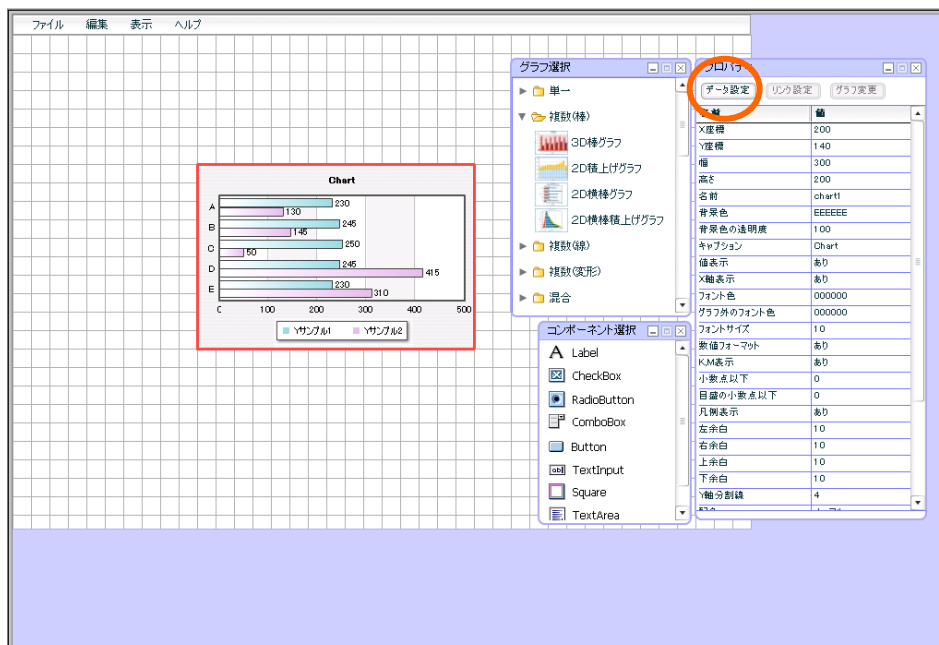 ファイル 編集 表示 ヘルプ
グラフ選択
単一
複数(棒)
3D棒グラフ
2D積上げグラフ
2D横棒グラフ
2D横棒積上げグラフ
複数(線)
複数(変形)
混合
コンポーネント選択
A Label
CheckBox
RadioButton
ComboBox
Button
abl TextInput
Square
TextArea
データ設定 リンク設定 グラフ変更
値
X座標 200
Y座標 140
幅 300
高さ 200
名前 chart1
背景色 EEEEEE
背景色の透明度 100
キャプション Chart
値表示 あり
X軸表示 あり
フォント色 000000
グラフ外のフォント色 000000
フォントサイズ 10
数値フォーマット あり
K,M表示 あり
小数点以下 0
目盛の小数点以下 0
凡例表示 あり
左余白 10
右余白 10
上余白 10
下余白 10
Y軸分割線 4
Chart
A 230
130
B 245
145
C 250
50
D 245
415
E 230
310
0 100 200 300 400 500
Yサンプル1 Yサンプル2